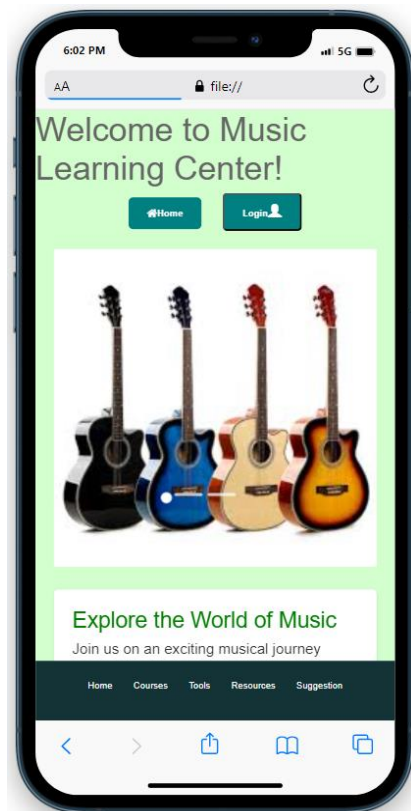 6:02 PM 5G
AA file://
Welcome to Music
Learning Center!
Home Login
Explore the World of Music
Join us on an exciting musical journey
Home Courses Tools Resources Suggestion